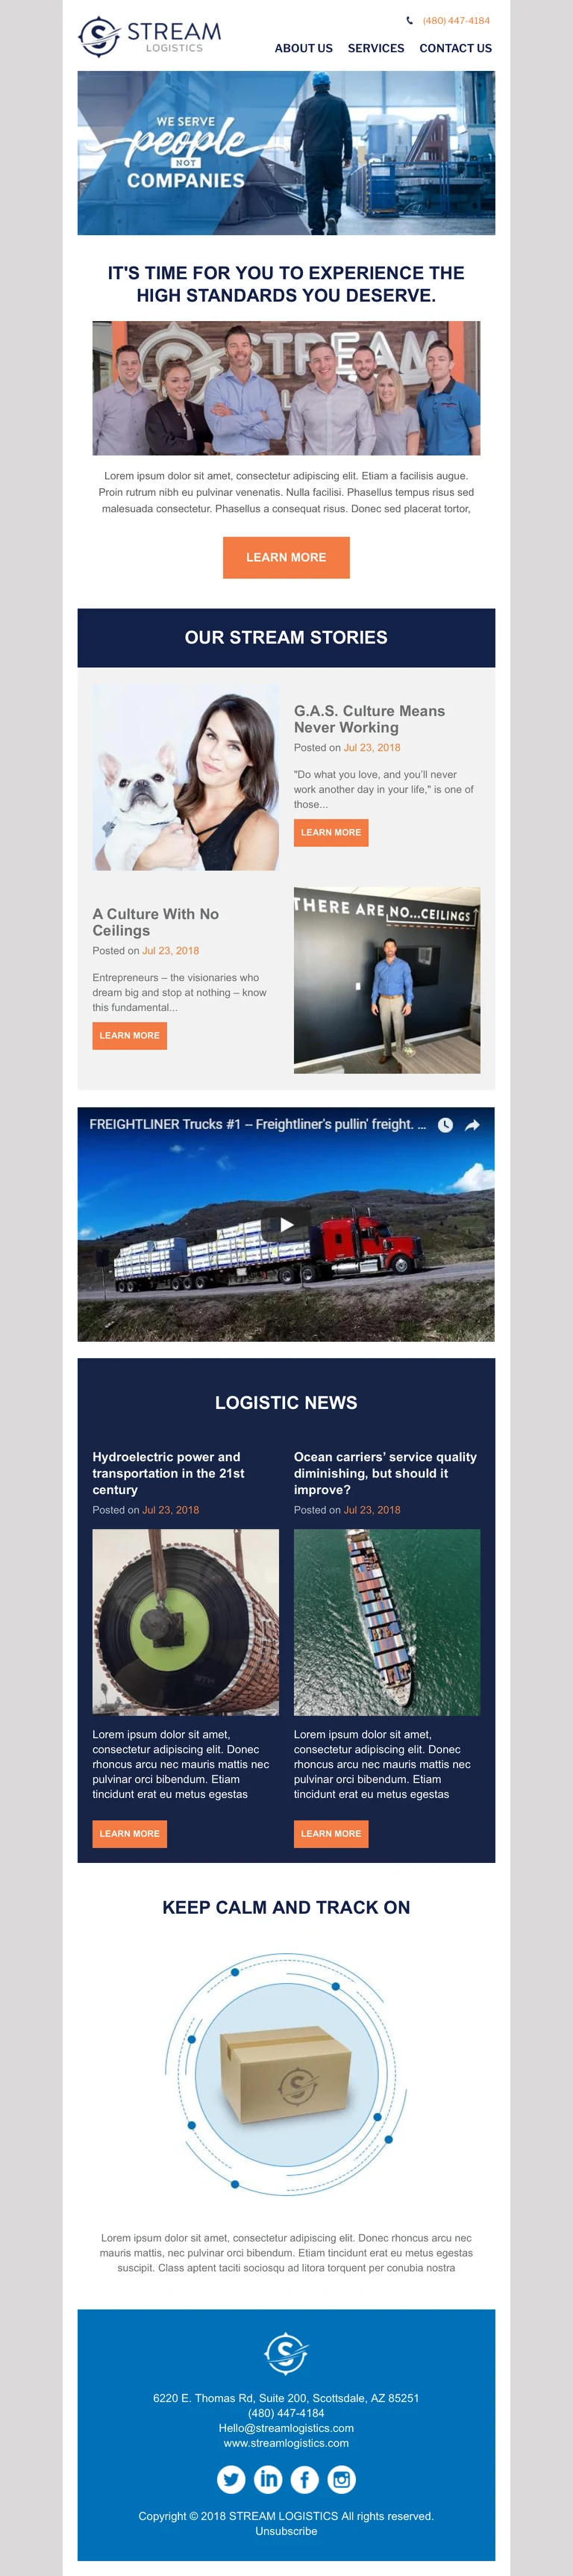 STREAM
LOGISTICS
(480) 447-4184
ABOUT US SERVICES CONTACT US
WE SERVE
people
NOT
COMPANIES
IT'S TIME FOR YOU TO EXPERIENCE THE
HIGH STANDARDS YOU DESERVE.
STREAM
Lorem ipsum dolor sit amet, consectetur adipiscing elit. Etiam a facilisis augue.
Proin rutrum nibh eu pulvinar venenatis. Nulla facilisi. Phasellus tempus risus sed
malesuada consectetur. Phasellus a consequat risus. Donec sed placerat tortor,
LEARN MORE
OUR STREAM STORIES
G.A.S. Culture Means
Never Working
Posted on Jul 23, 2018
"Do what you love, and you'll never
work another day in your life," is one of
those...
LEARN MORE
A Culture With No
Ceilings
Posted on Jul 23, 2018
Entrepreneurs – the visionaries who
dream big and stop at nothing – know
this fundamental...
LEARN MORE
THERE ARE NO...CEILINGS
FREIGHTLINER Trucks #1 -- Freightliner's pullin' freight. ...
LOGISTIC NEWS
Hydroelectric power and
transportation in the 21st
century
Posted on Jul 23, 2018
Lorem ipsum dolor sit amet,
consectetur adipiscing elit. Donec
rhoncus arcu nec mauris mattis nec
pulvinar orci bibendum. Etiam
tincidunt erat eu metus egestas
LEARN MORE
Ocean carriers' service quality
diminishing, but should it
improve?
Posted on Jul 23, 2018
Lorem ipsum dolor sit amet,
consectetur adipiscing elit. Donec
rhoncus arcu nec mauris mattis nec
pulvinar orci bibendum. Etiam
tincidunt erat eu metus egestas
LEARN MORE
KEEP CALM AND TRACK ON
Lorem ipsum dolor sit amet, consectetur adipiscing elit. Donec rhoncus arcu nec
mauris mattis, nec pulvinar orci bibendum. Etiam tincidunt erat eu metus egestas
suscipit. Class aptent taciti sociosqu ad litora torquent per conubia nostra
6220 E. Thomas Rd, Suite 200, Scottsdale, AZ 85251
(480) 447-4184
Hello@streamlogistics.com
www.streamlogistics.com
Copyright © 2018 STREAM LOGISTICS All rights reserved.
Unsubscribe